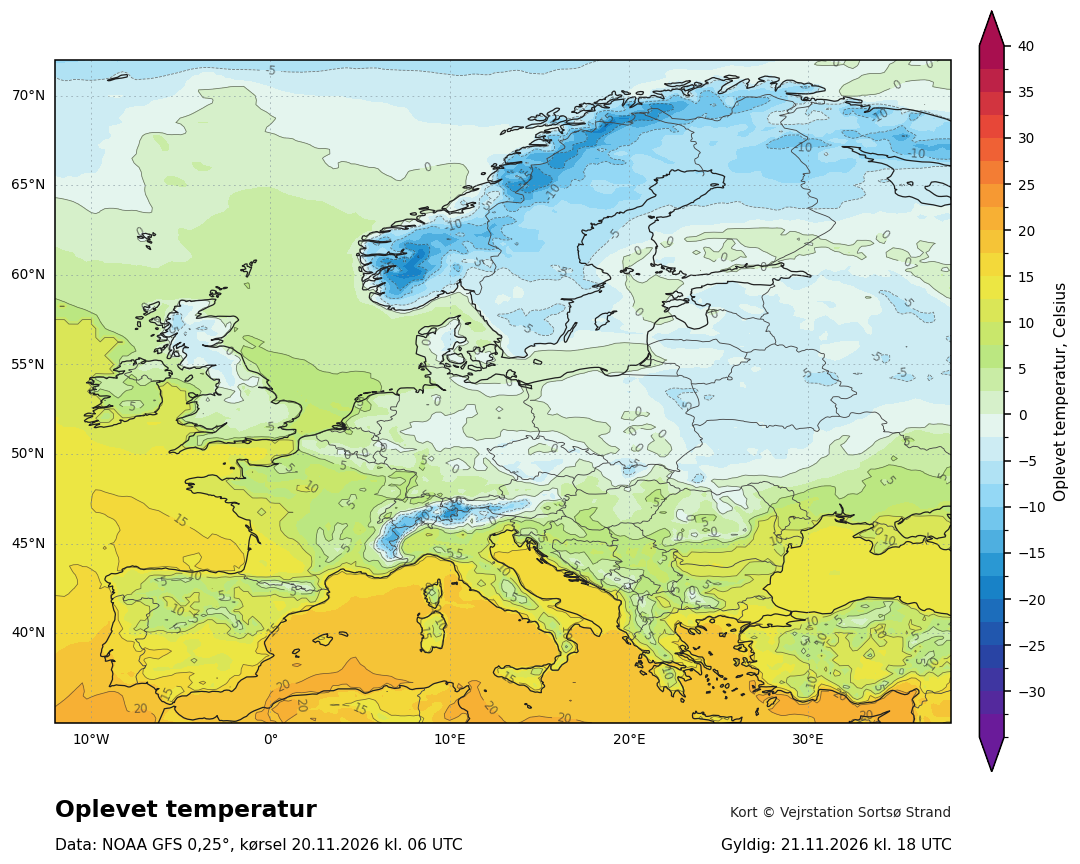 70°N
65°N
60°N
55°N
50°N
45°N
40°N
10°W
0°
10°E
20°E
30°E
40
35
30
25
20
15
10
5
0
−5
−10
−15
−20
−25
−30
Oplevet temperatur, Celsius
Oplevet temperatur
Kort © Vejrstation Sortsø Strand
Data: NOAA GFS 0,25°, kørsel 20.11.2026 kl. 06 UTC
Gyldig: 21.11.2026 kl. 18 UTC